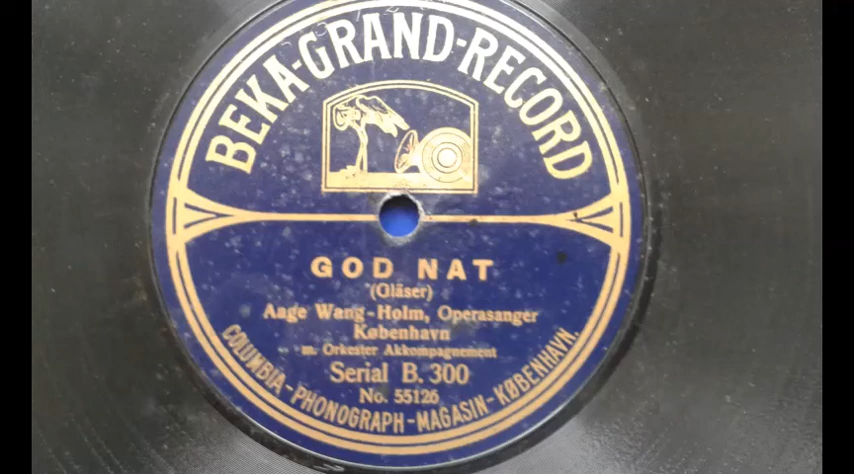 BEKA-GRAND-RECORD
GOD NAT
(Gläser)
Aage Wang-Holm, Operasanger
København
m. Orkester Akkompagnement
Serial B. 300
No. 55126
COLUMBIA-PHONOGRAPH-MAGASIN-KØBENHAVN.